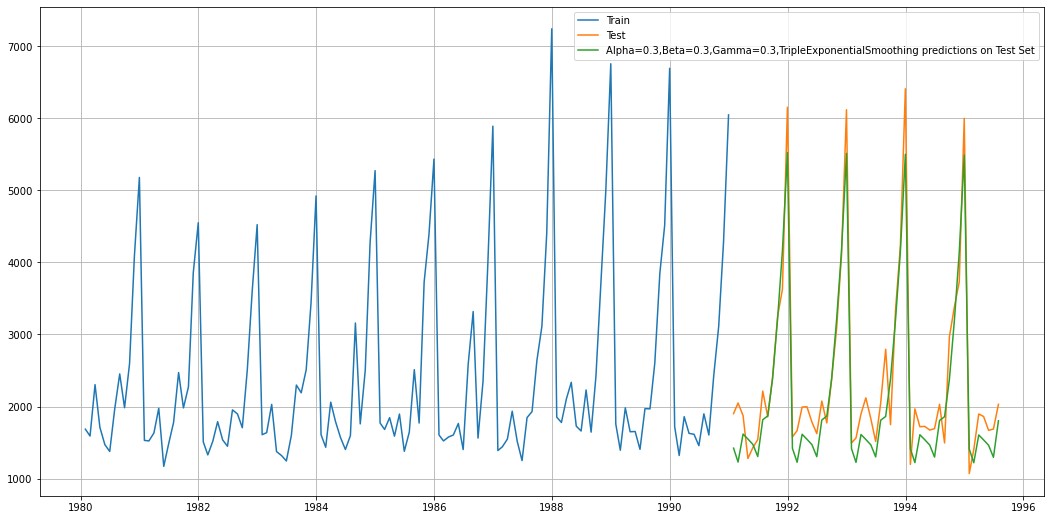 Train
Test
Alpha=0.3,Beta=0.3,Gamma=0.3,TripleExponentialSmoothing predictions on Test Set
7000
6000
5000
4000
3000
2000
1000
1980 1982 1984 1986 1988 1990 1992 1994 1996